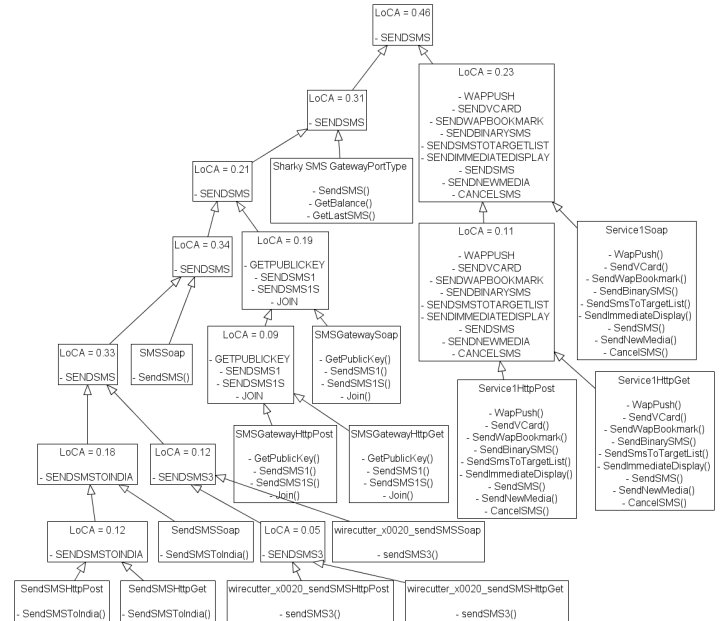 LoCA = 0.46
- SENDSMS
LoCA = 0.23
- WAPPUSH
- SENDVCARD
- SENDWAPBOOKMARK
- SENDBINARYSMS
- SENDSMSTOTARGETLIST
- SENDIMMEDIATEDISPLAY
- SENDSMS
- SENDNEWMEDIA
- CANCELSMS
LoCA = 0.31
- SENDSMS
Sharky SMS GatewayPortType
- SendSMS()
- GetBalance()
- GetLastSMS()
LoCA = 0.21
- SENDSMS
LoCA = 0.34
- SENDSMS
LoCA = 0.19
- GETPUBLICKEY
- SENDSMS1
- SENDSMS1S
- JOIN
LoCA = 0.11
- WAPPUSH
- SENDVCARD
- SENDWAPBOOKMARK
- SENDBINARYSMS
- SENDSMSTOTARGETLIST
- SENDIMMEDIATEDISPLAY
- SENDSMS
- SENDNEWMEDIA
- CANCELSMS
Service1Soap
- WapPush()
- SendVCard()
- SendWapBookmark()
- SendBinarySMS()
- SendSmsToTargetList()
- SendImmediateDisplay()
- SendSMS()
- SendNewMedia()
- CancelSMS()
LoCA = 0.33
- SENDSMS
SMSSoap
- SendSMS()
LoCA = 0.09
- GETPUBLICKEY
- SENDSMS1
- SENDSMS1S
- JOIN
SMSGatewaySoap
- GetPublicKey()
- SendSMS1()
- SendSMS1S()
- Join()
Service1HttpPost
- WapPush()
- SendVCard()
- SendWapBookmark()
- SendBinarySMS()
- SendSmsToTargetList()
- SendImmediateDisplay()
- SendSMS()
- SendNewMedia()
- CancelSMS()
Service1HttpGet
- WapPush()
- SendVCard()
- SendWapBookmark()
- SendBinarySMS()
- SendSmsToTargetList()
- SendImmediateDisplay()
- SendSMS()
- SendNewMedia()
- CancelSMS()
LoCA = 0.18
- SENDSMSTOINDIA
LoCA = 0.12
- SENDSMS3
SMSGatewayHttpPost
- GetPublicKey()
- SendSMS1()
- SendSMS1S()
- Join()
SMSGatewayHttpGet
- GetPublicKey()
- SendSMS1()
- SendSMS1S()
- Join()
LoCA = 0.12
- SENDSMSTOINDIA
SendSMSSoap
- SendSMSToIndia()
LoCA = 0.05
- SENDSMS3
wirecutter_x0020_sendSMSSoap
- sendSMS3()
SendSMSHttpPost
- SendSMSToIndia()
SendSMSHttpGet
- SendSMSToIndia()
wirecutter_x0020_sendSMSHttpPost
- sendSMS3()
wirecutter_x0020_sendSMSHttpGet
- sendSMS3()